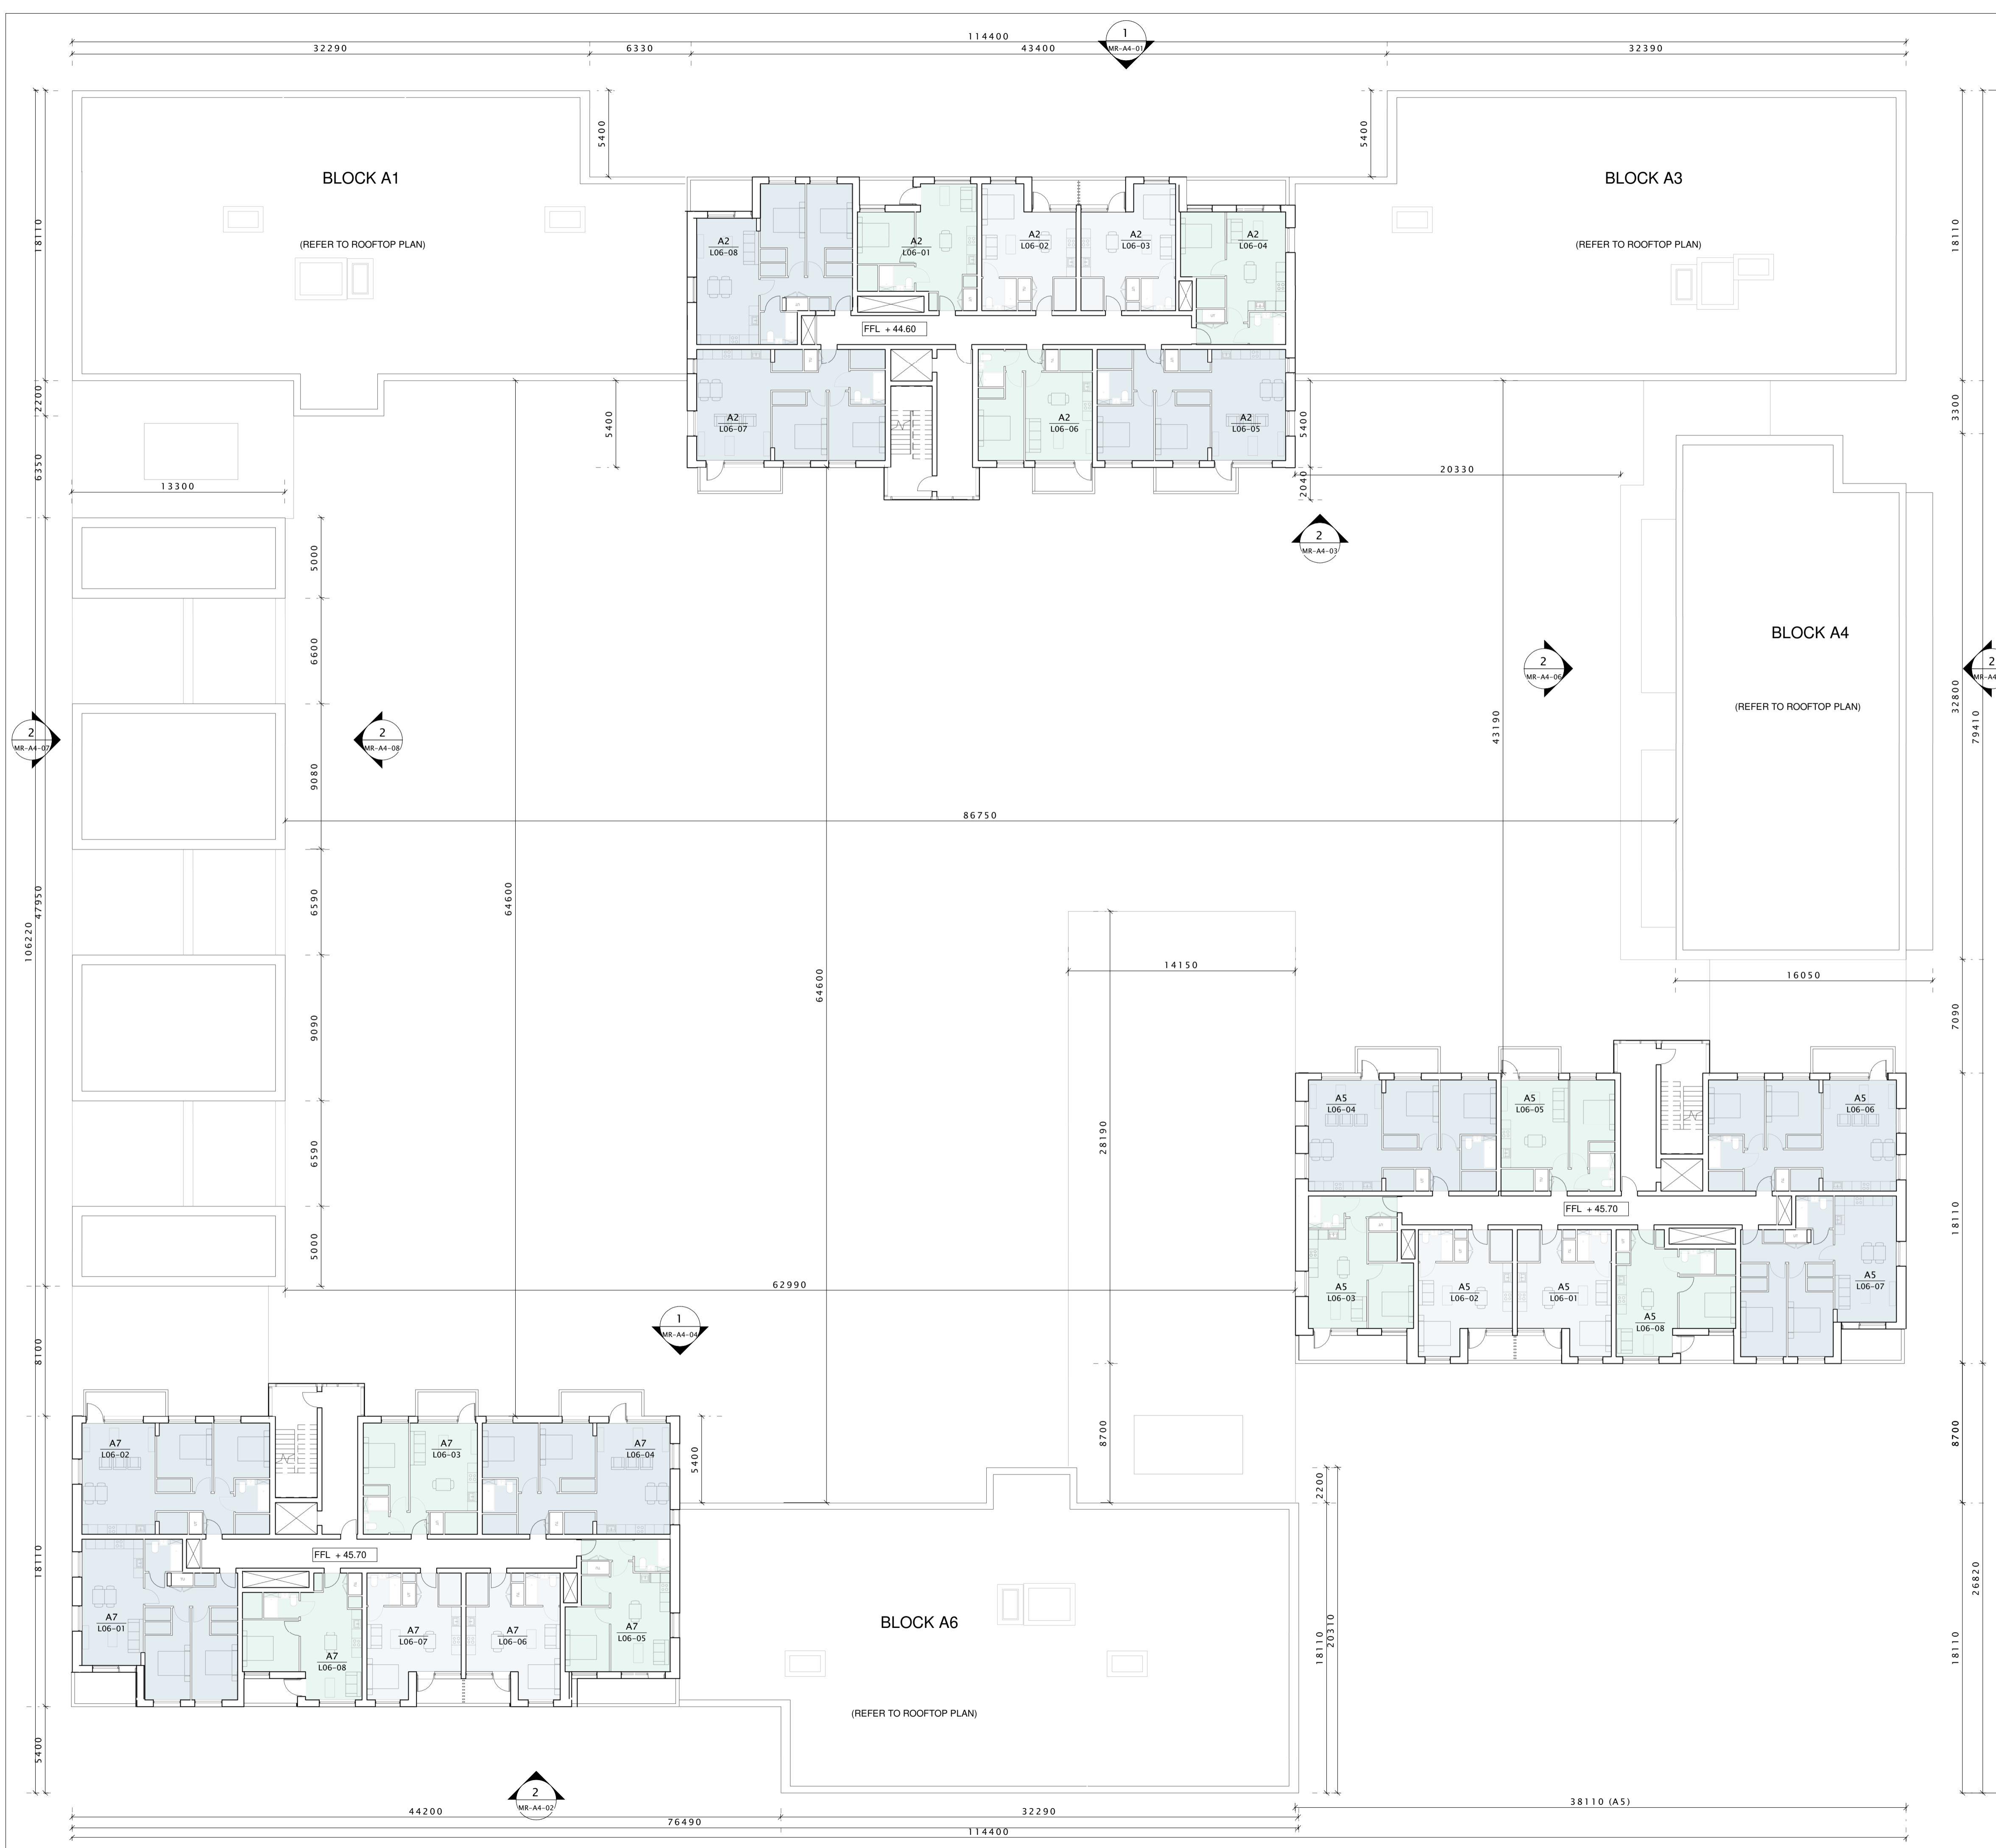 114400
32290
6330
43400
32390
1
MR-A4-01
BLOCK A1
(REFER TO ROOFTOP PLAN)
BLOCK A3
(REFER TO ROOFTOP PLAN)
5400
5400
18110
18110
A2
L06-08
A2
L06-01
A2
L06-02
A2
L06-03
A2
L06-04
FFL + 44.60
A2
L06-07
A2
L06-06
A2
L06-05
2200
6350
5400
5400
2040
3300
13300
20330
2
MR-A4-03
5000
6600
9080
6590
9090
6590
5000
BLOCK A4
(REFER TO ROOFTOP PLAN)
2
MR-A4-06
2
32800
79410
43190
2
MR-A4-07
2
MR-A4-08
86750
47950
106220
64600
64600
14150
16050
7090
28190
A5
L06-04
A5
L06-05
A5
L06-06
FFL + 45.70
A5
L06-03
A5
L06-02
A5
L06-01
A5
L06-08
A5
L06-07
18110
62990
1
MR-A4-04
8100
8700
8700
A7
L06-02
A7
L06-03
A7
L06-04
5400
2200
FFL + 45.70
A7
L06-01
A7
L06-08
A7
L06-07
A7
L06-06
A7
L06-05
18110
BLOCK A6
(REFER TO ROOFTOP PLAN)
18110
20310
18110
26820
5400
2
MR-A4-02
44200
32290
38110 (A5)
76490
114400